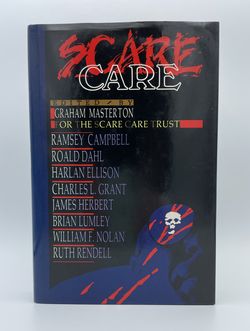 SCARE
CARE
EDITED BY
GRAHAM MASTERTON
FOR THE SCARE CARE TRUST
RAMSEY CAMPBELL
ROALD DAHL
HARLAN ELLISON
CHARLES L. GRANT
JAMES HERBERT
BRIAN LUMLEY
WILLIAM F. NOLAN
RUTH RENDELL